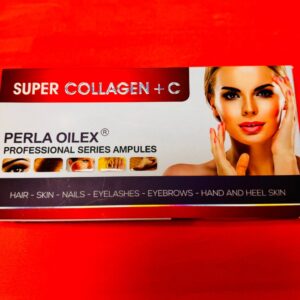 SUPER COLLAGEN + C
PERLA OILEX®
PROFESSIONAL SERIES AMPULES
HAIR - SKIN - NAILS - EYELASHES - EYEBROWS - HAND AND HEEL SKIN